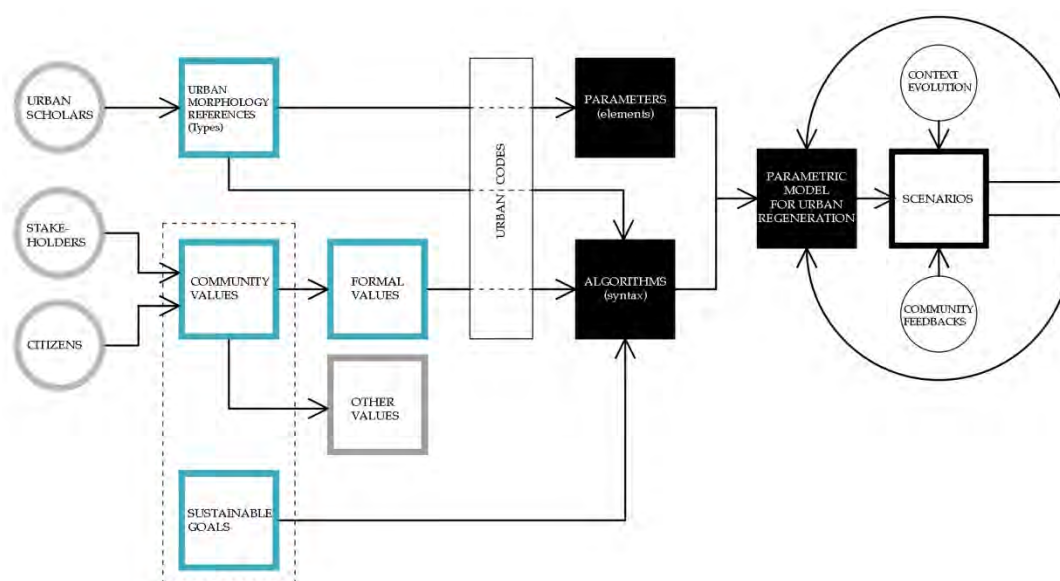 URBAN
SCHOLARS
URBAN
MORPHOLOGY
REFERENCES
(Types)
URBAN CODES
PARAMETERS
(elements)
CONTEXT
EVOLUTION
PARAMETRIC
MODEL
FOR URBAN
REGENERATION
SCENARIOS
STAKE-
HOLDERS
COMMUNITY
VALUES
FORMAL
VALUES
ALGORITHMS
(syntax)
COMMUNITY
FEEDBACKS
CITIZENS
OTHER
VALUES
SUSTAINABLE
GOALS